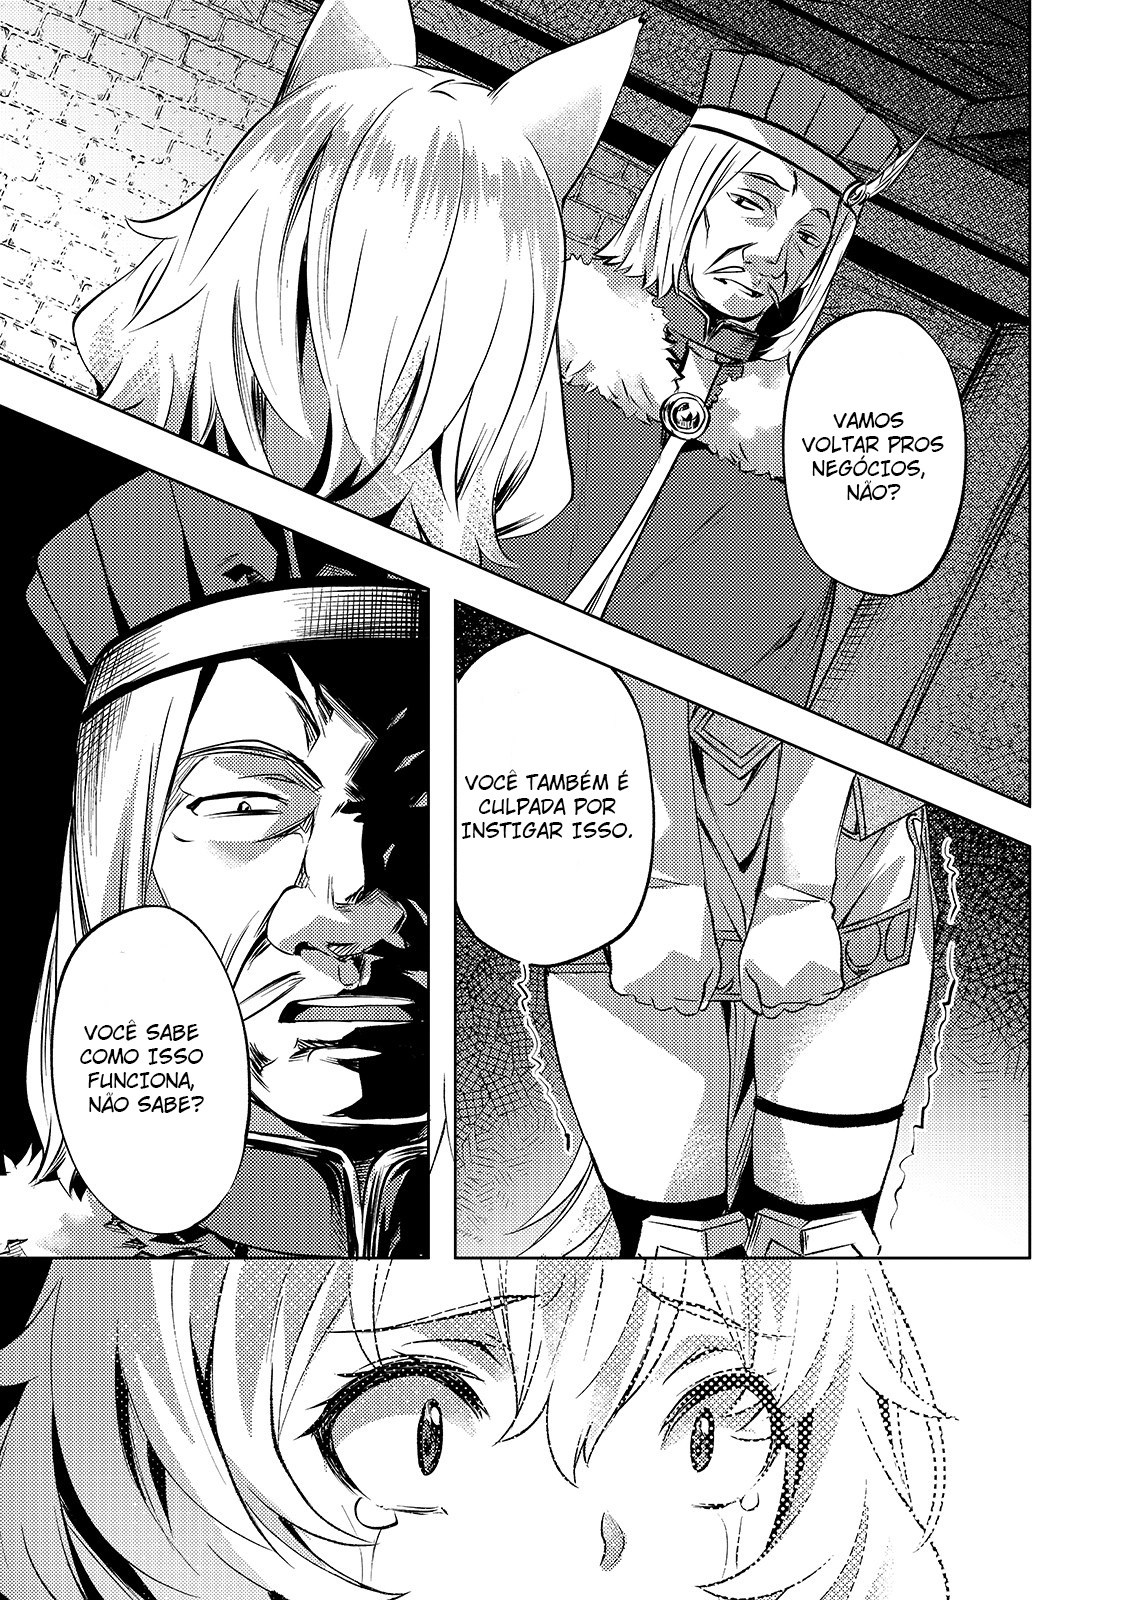 VAMOS
VOLTAR PROS
NEGÓCIOS,
NÃO?
VOCÊ TAMBÉM É
CULPADA POR
INSTIGAR ISSO.
VOCÊ SABE
COMO ISSO
FUNCIONA,
NÃO SABE?